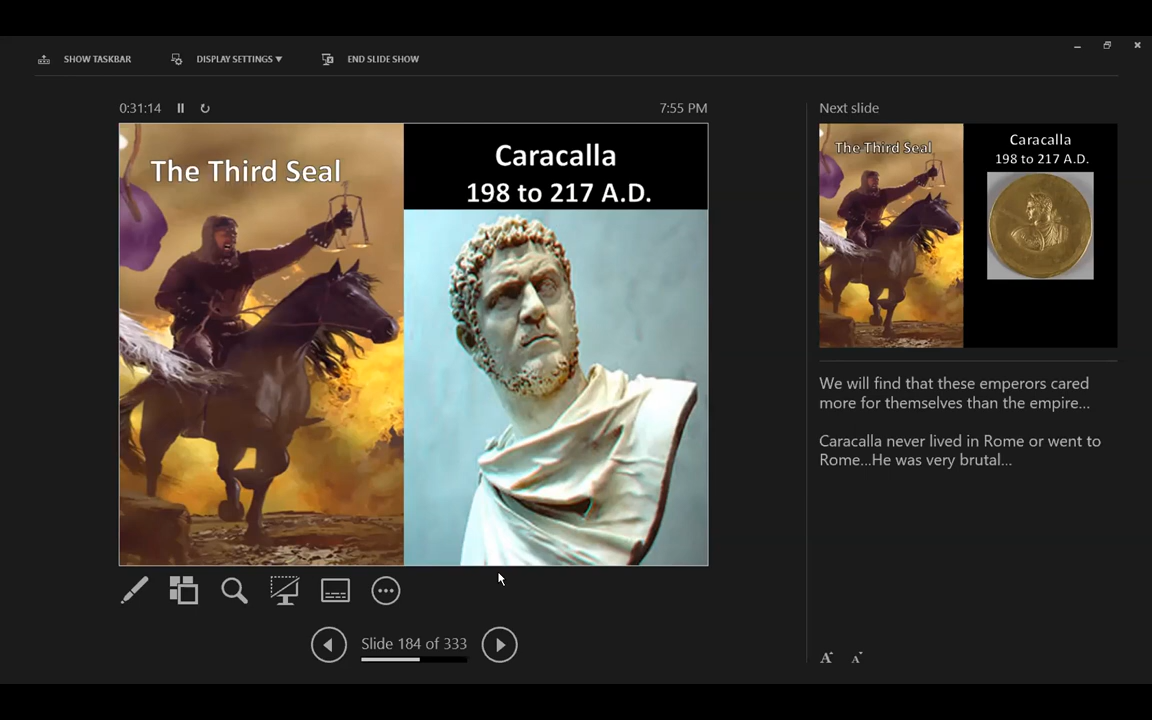 SHOW TASKBAR
DISPLAY SETTINGS ▼
END SLIDE SHOW
0:31:14
7:55 PM
The Third Seal
Caracalla
198 to 217 A.D.
Next slide
The Third Seal
Caracalla
198 to 217 A.D.
We will find that these emperors cared
more for themselves than the empire...
Caracalla never lived in Rome or went to
Rome...He was very brutal...
Slide 184 of 333
A A